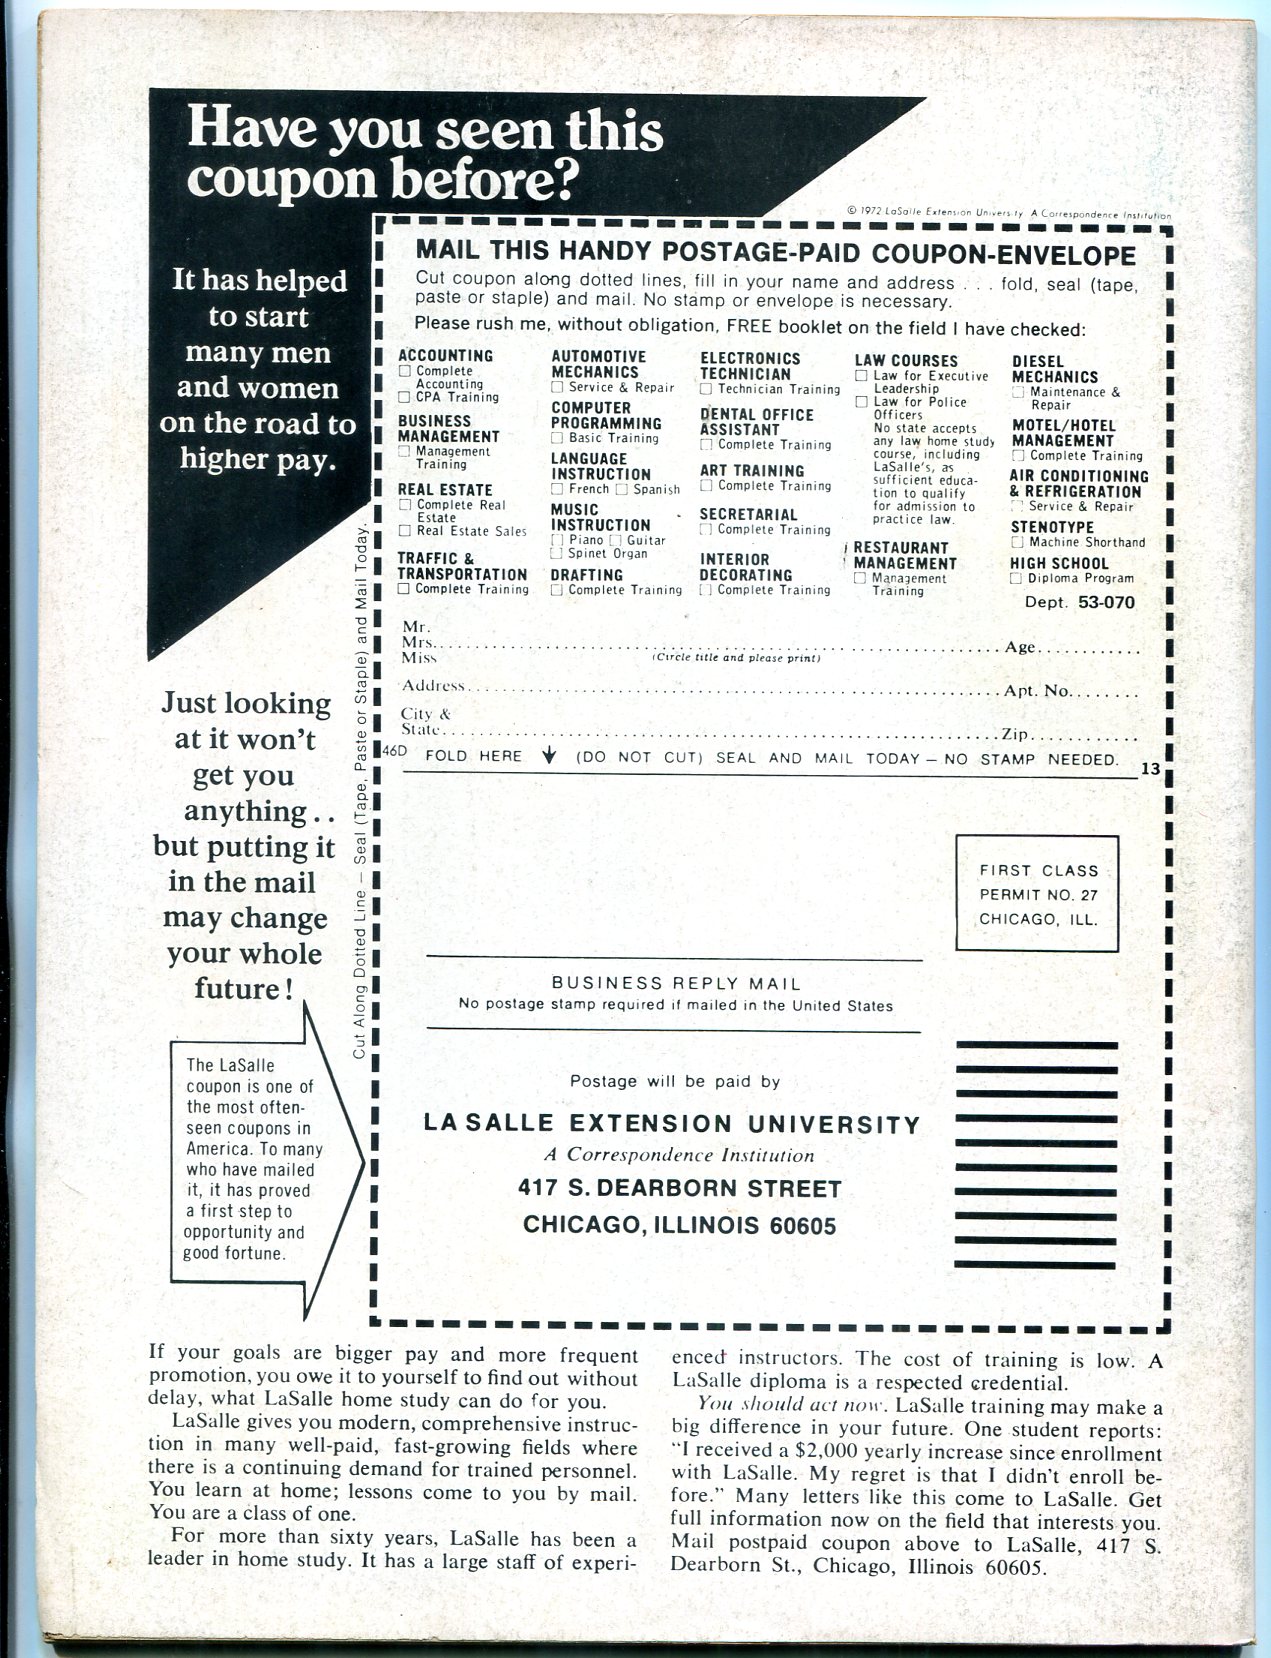 Have you seen this
coupon before?
It has helped
to start
many men
and women
on the road to
higher pay.
Just looking
at it won't
get you
anything . .
but putting it
in the mail
may change
your whole
future!
The LaSalle
coupon is one of
the most often-
seen coupons in
America. To many
who have mailed
it, it has proved
a first step to
opportunity and
good fortune.
Cut Along Dotted Line – Seal (Tape, Paste or Staple) and Mail Today.
© 1972 LaSalle Extension University A Correspondence Institution
MAIL THIS HANDY POSTAGE-PAID COUPON-ENVELOPE
Cut coupon along dotted lines, fill in your name and address . . . fold, seal (tape,
paste or staple) and mail. No stamp or envelope is necessary.
Please rush me, without obligation, FREE booklet on the field I have checked:
ACCOUNTING
☐ Complete
Accounting
☐ CPA Training
BUSINESS
MANAGEMENT
☐ Management
Training
REAL ESTATE
☐ Complete Real
Estate
☐ Real Estate Sales
TRAFFIC &
TRANSPORTATION
☐ Complete Training
AUTOMOTIVE
MECHANICS
☐ Service & Repair
COMPUTER
PROGRAMMING
☐ Basic Training
LANGUAGE
INSTRUCTION
☐ French ☐ Spanish
MUSIC
INSTRUCTION
☐ Piano ☐ Guitar
☐ Spinet Organ
DRAFTING
☐ Complete Training
ELECTRONICS
TECHNICIAN
☐ Technician Training
DENTAL OFFICE
ASSISTANT
☐ Complete Training
ART TRAINING
☐ Complete Training
SECRETARIAL
☐ Complete Training
INTERIOR
DECORATING
☐ Complete Training
LAW COURSES
☐ Law for Executive
Leadership
☐ Law for Police
Officers
No state accepts
any law home study
course, including
LaSalle's, as
sufficient educa-
tion to qualify
for admission to
practice law.
RESTAURANT
MANAGEMENT
☐ Management
Training
DIESEL
MECHANICS
☐ Maintenance &
Repair
MOTEL/HOTEL
MANAGEMENT
☐ Complete Training
AIR CONDITIONING
& REFRIGERATION
☐ Service & Repair
STENOTYPE
☐ Machine Shorthand
HIGH SCHOOL
☐ Diploma Program
Dept. 53-070
Mr.
Mrs. Age
Miss (Circle title and please print)
Address Apt. No.
City &
State Zip
46D FOLD HERE (DO NOT CUT) SEAL AND MAIL TODAY – NO STAMP NEEDED. 13
FIRST CLASS
PERMIT NO. 27
CHICAGO, ILL.
BUSINESS REPLY MAIL
No postage stamp required if mailed in the United States
Postage will be paid by
LA SALLE EXTENSION UNIVERSITY
A Correspondence Institution
417 S. DEARBORN STREET
CHICAGO, ILLINOIS 60605
If your goals are bigger pay and more frequent
promotion, you owe it to yourself to find out without
delay, what LaSalle home study can do for you.
LaSalle gives you modern, comprehensive instruc-
tion in many well-paid, fast-growing fields where
there is a continuing demand for trained personnel.
You learn at home; lessons come to you by mail.
You are a class of one.
For more than sixty years, LaSalle has been a
leader in home study. It has a large staff of experi-
enced instructors. The cost of training is low. A
LaSalle diploma is a respected credential.
You should act now. LaSalle training may make a
big difference in your future. One student reports:
"I received a $2,000 yearly increase since enrollment
with LaSalle. My regret is that I didn't enroll be-
fore." Many letters like this come to LaSalle. Get
full information now on the field that interests you.
Mail postpaid coupon above to LaSalle, 417 S.
Dearborn St., Chicago, Illinois 60605.